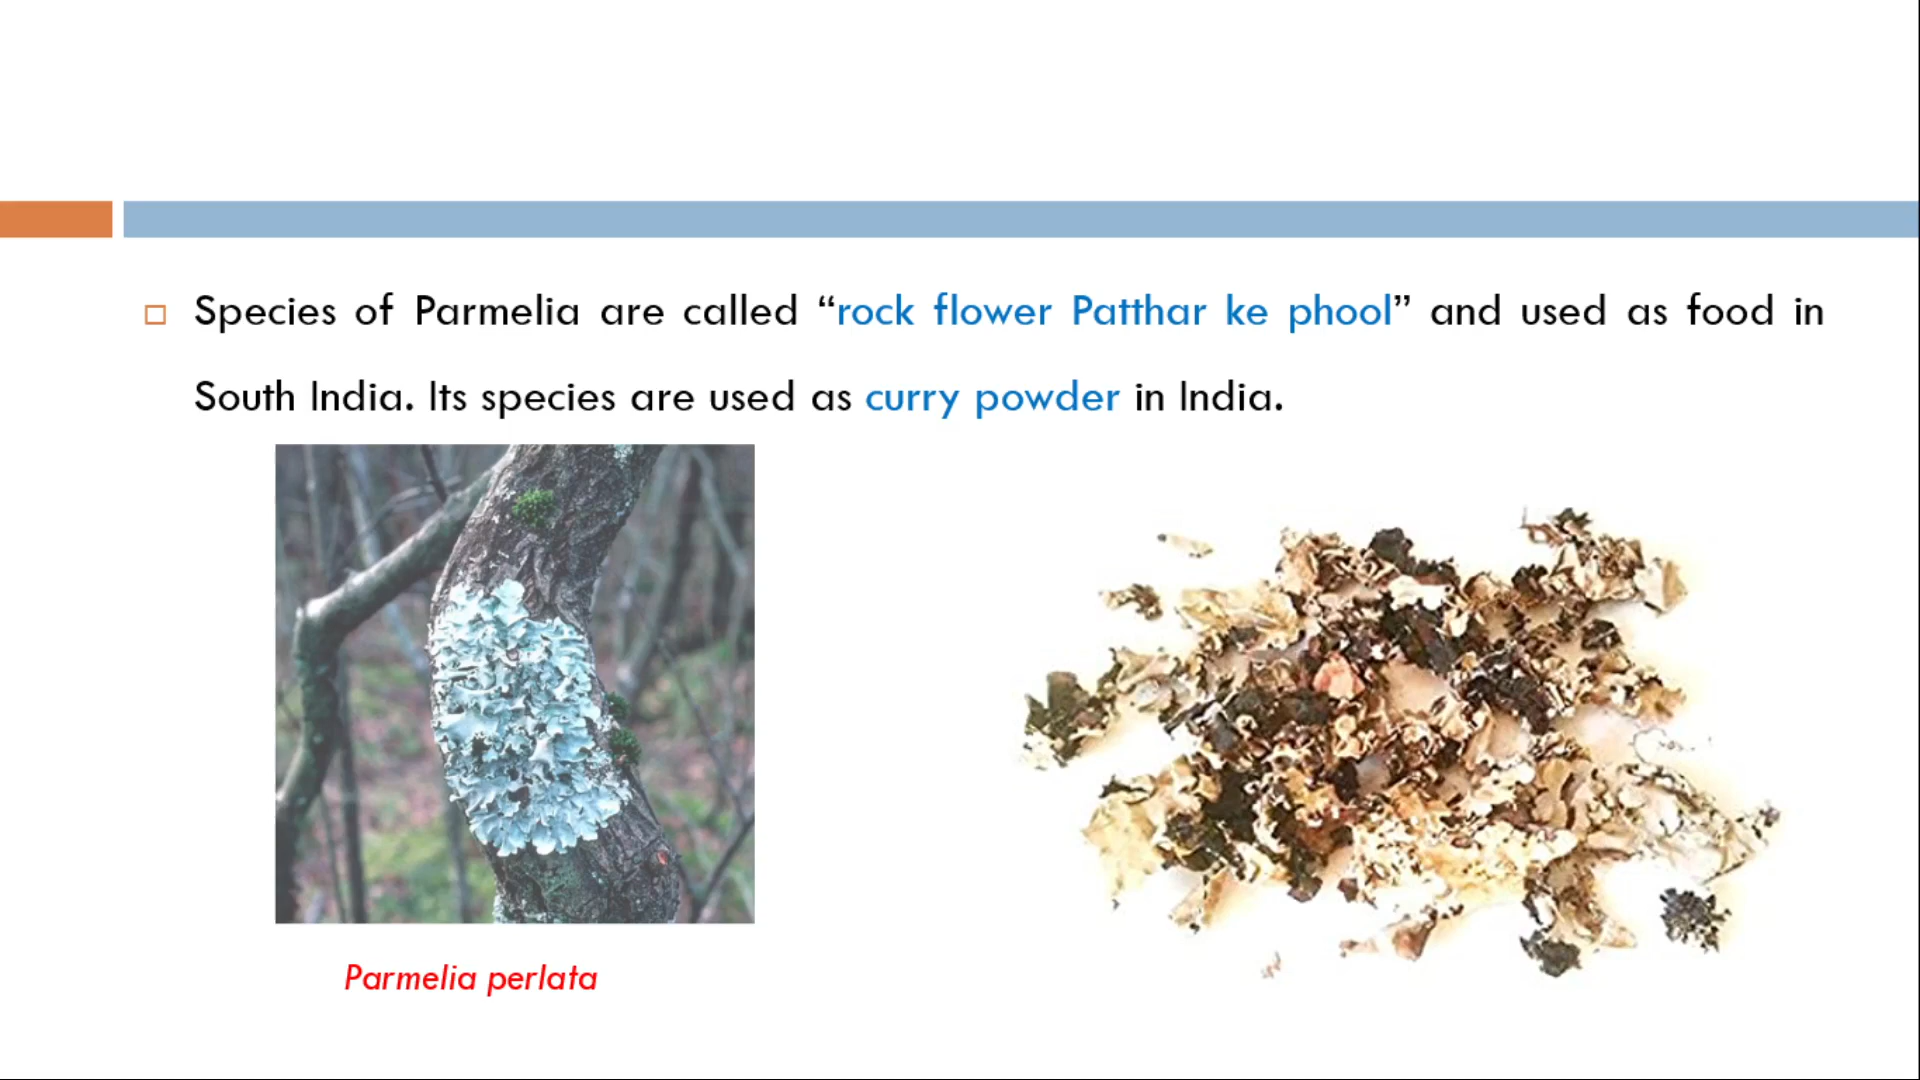 Species of Parmelia are called “rock flower Patthar ke phool” and used as food in
South India. Its species are used as curry powder in India.
Parmelia perlata